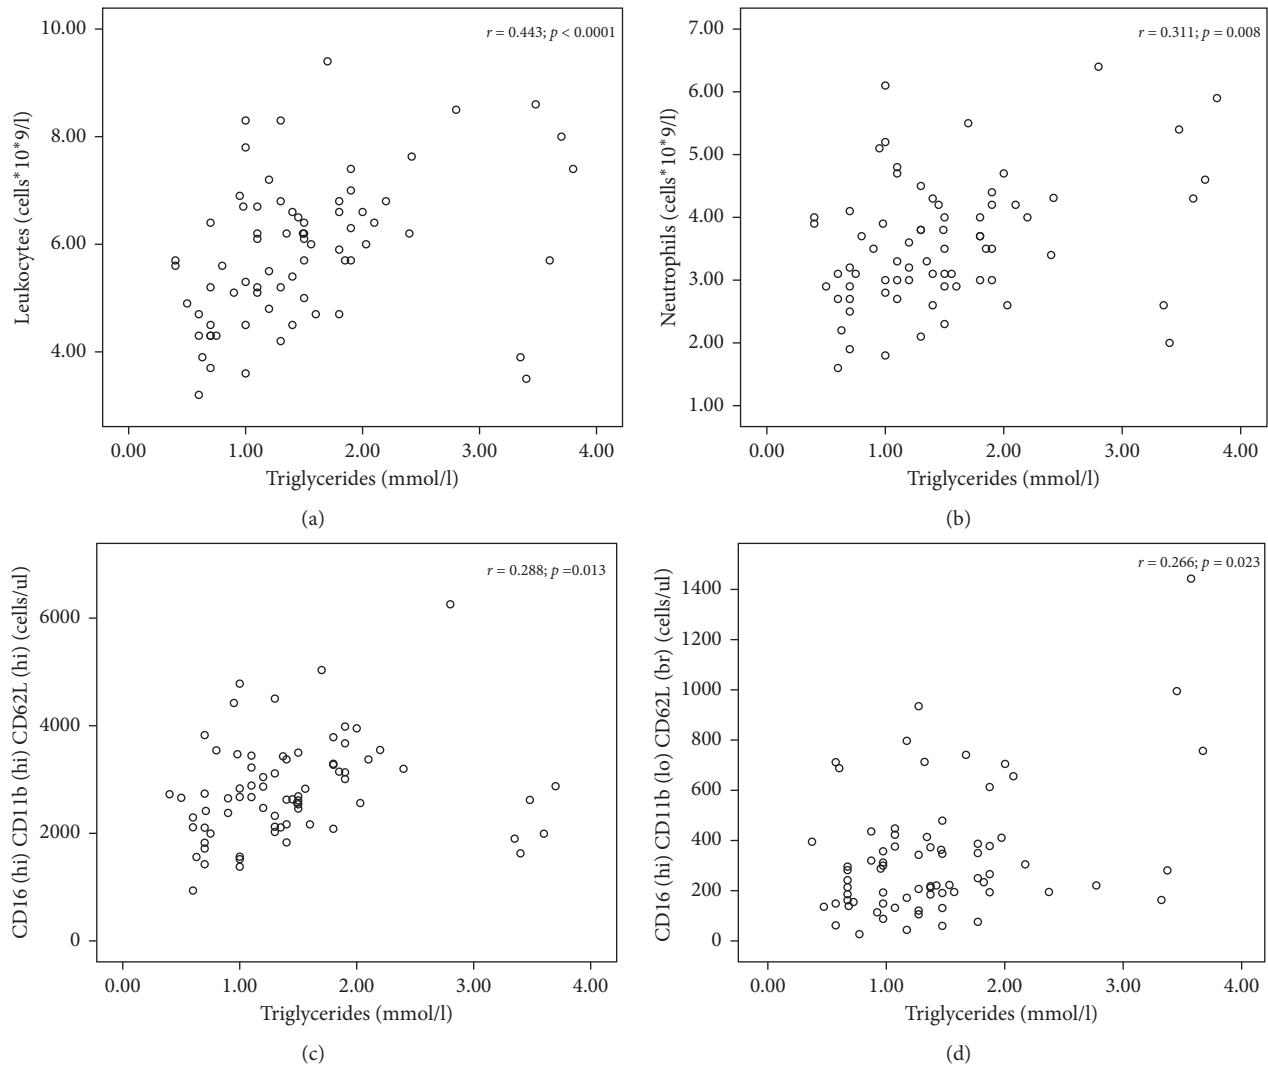 r = 0.443; p < 0.0001
Leukocytes (cells*10*9/l)
10.00
8.00
6.00
4.00
0.00 1.00 2.00 3.00 4.00
Triglycerides (mmol/l)
(a)
r = 0.311; p = 0.008
Neutrophils (cells*10*9/l)
7.00
6.00
5.00
4.00
3.00
2.00
1.00
0.00 1.00 2.00 3.00 4.00
Triglycerides (mmol/l)
(b)
r = 0.288; p =0.013
CD16 (hi) CD11b (hi) CD62L (hi) (cells/ul)
6000
4000
2000
0
0.00 1.00 2.00 3.00 4.00
Triglycerides (mmol/l)
(c)
r = 0.266; p = 0.023
CD16 (hi) CD11b (lo) CD62L (br) (cells/ul)
1400
1200
1000
800
600
400
200
0
0.00 1.00 2.00 3.00 4.00
Triglycerides (mmol/l)
(d)